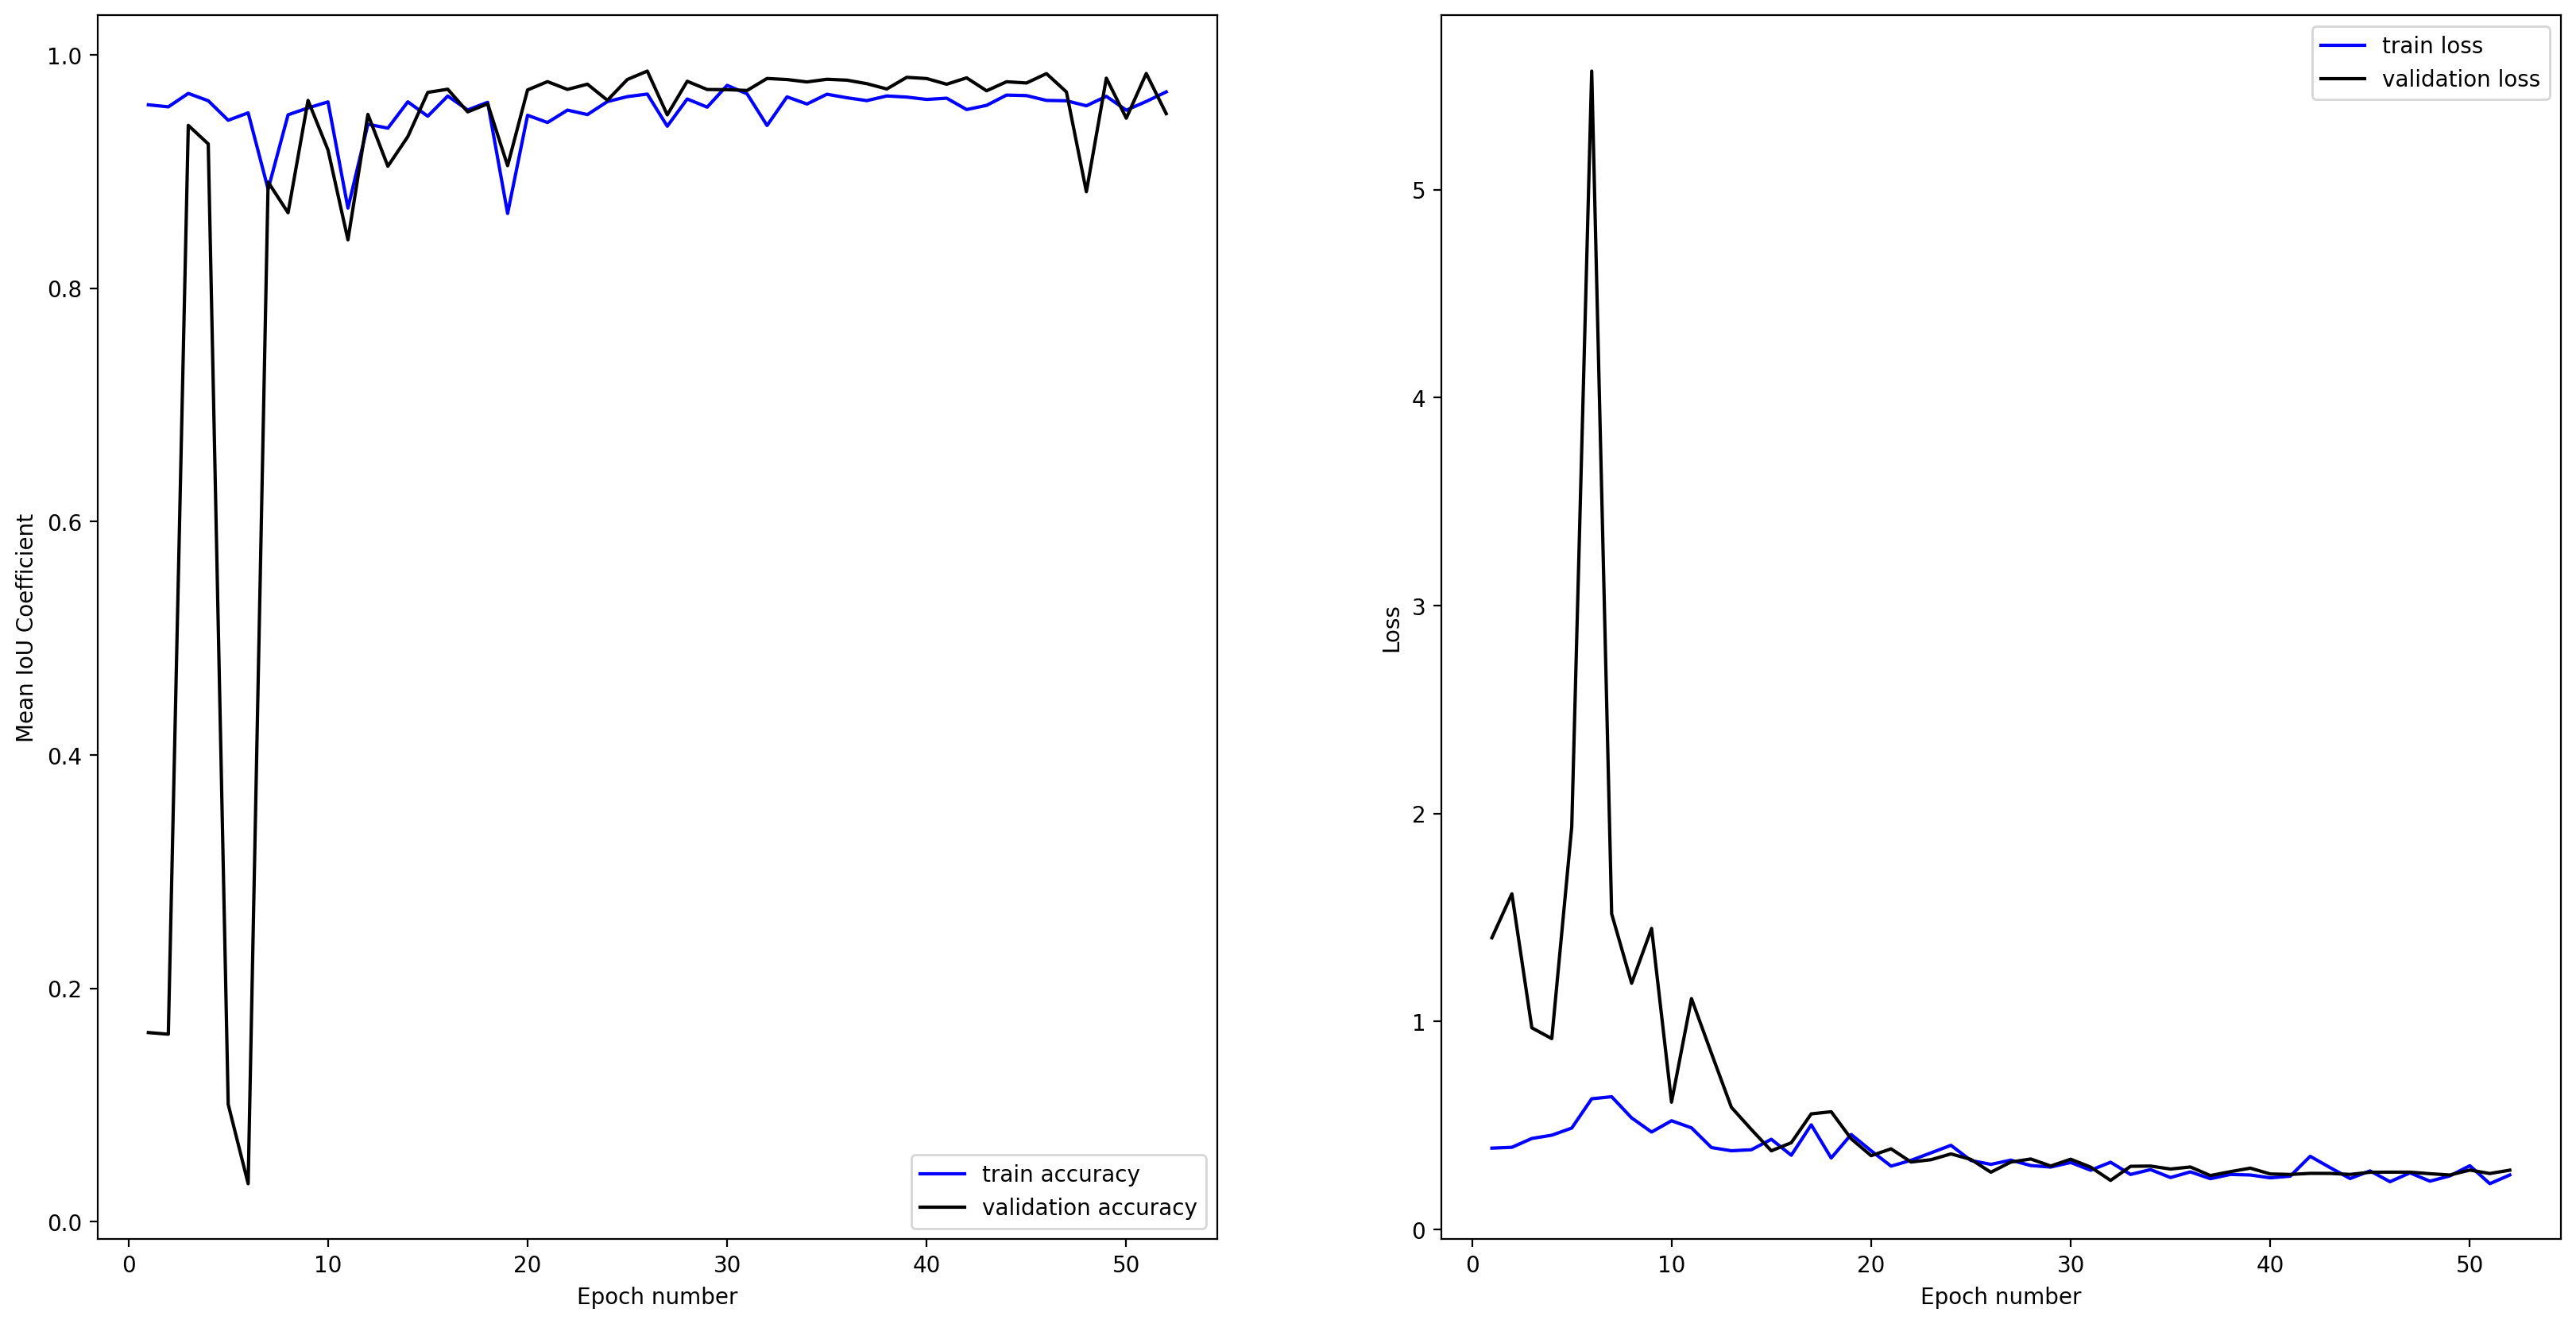 1.0
0.8
0.6
0.4
0.2
0.0
Mean IoU Coefficient
train accuracy
validation accuracy
0 10 20 30 40 50
Epoch number
train loss
validation loss
5
4
3
2
1
0
Loss
0 10 20 30 40 50
Epoch number